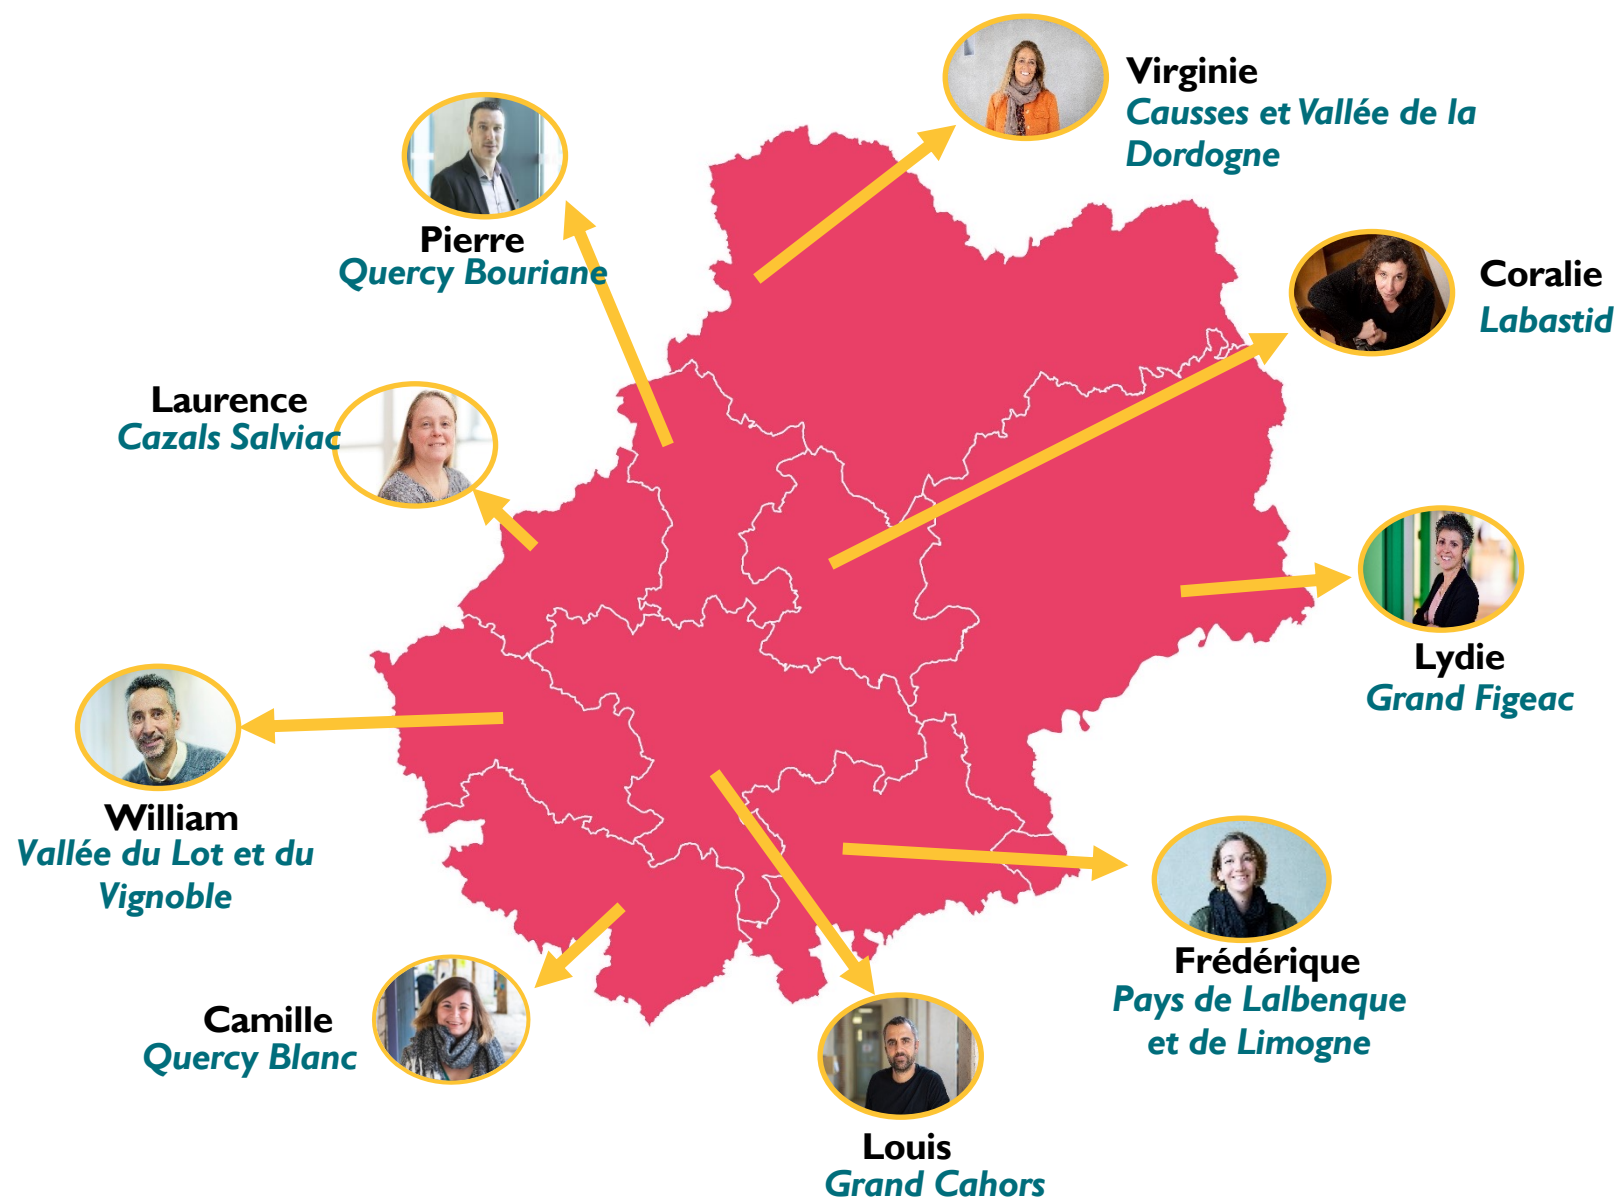 Virginie
Causses et Vallée de la
Dordogne
Pierre
Quercy Bouriane
Coralie
Labastid
Laurence
Cazals Salviac
Lydie
Grand Figeac
William
Vallée du Lot et du
Vignoble
Frédérique
Pays de Lalbenque
et de Limogne
Camille
Quercy Blanc
Louis
Grand Cahors